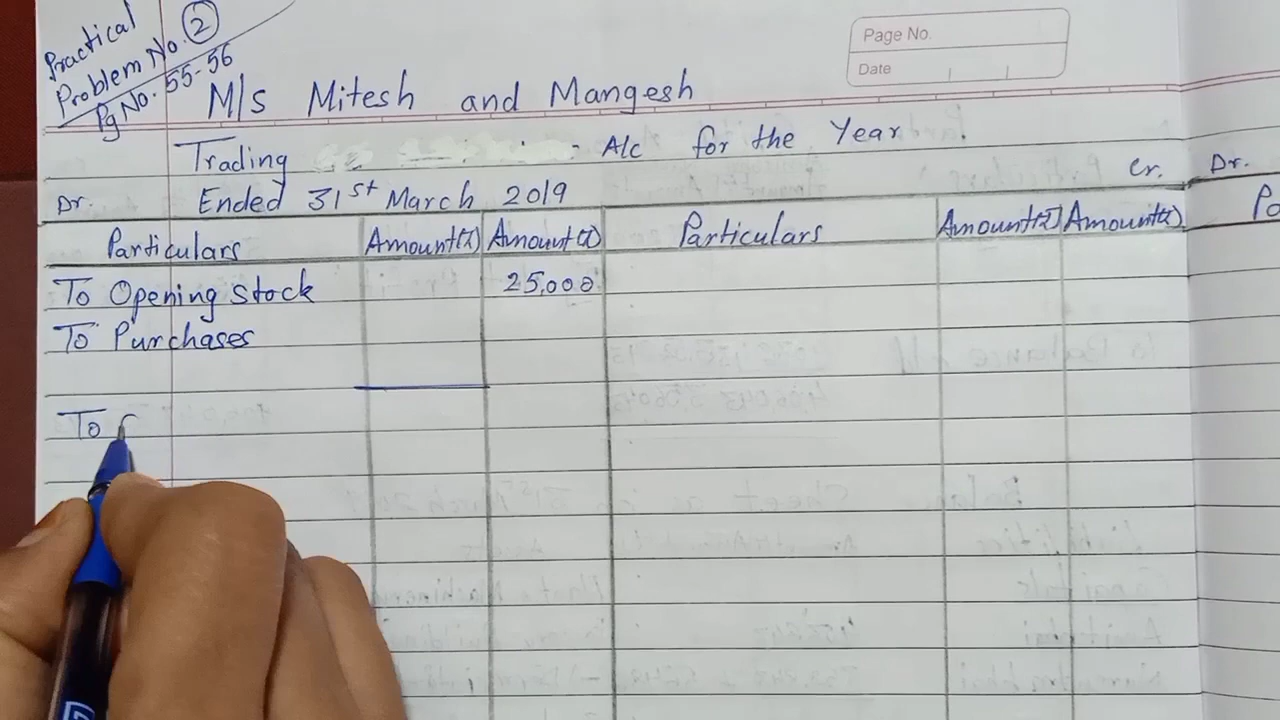 Practical
Problem No. 2
Pg No. 55-56
Page No.
Date
M/s Mitesh and Mangesh
Trading A/c for the Year
Ended 31st March 2019
Dr. Cr. Dr.
Particulars Amount(₹) Amount(₹) Particulars Amount(₹) Amount(₹)
To Opening Stock 25,000
To Purchases
To